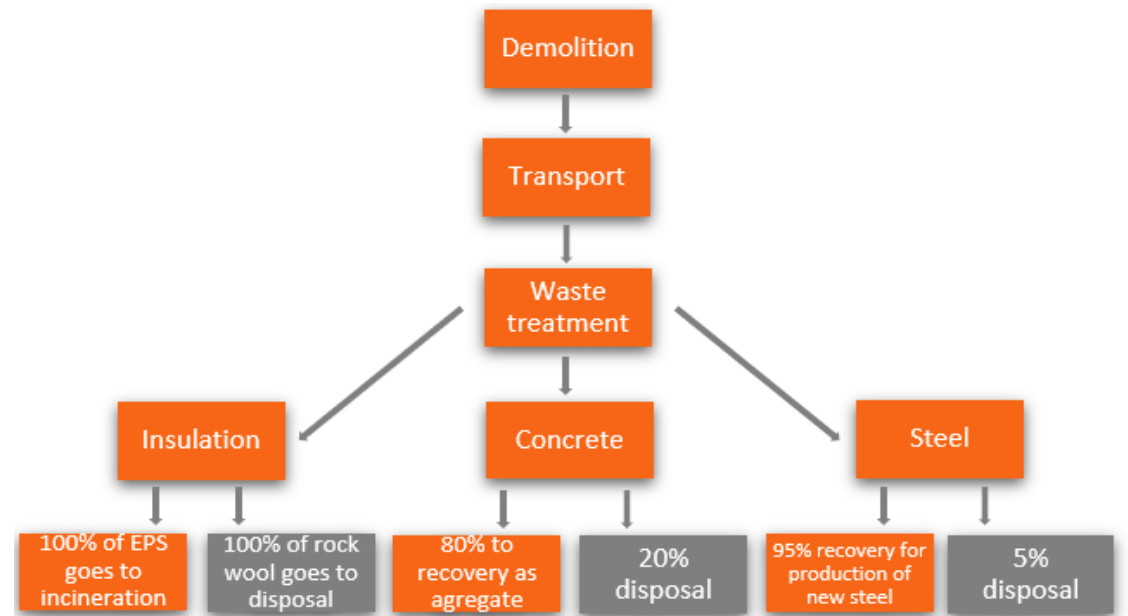 Demolition
Transport
Waste
treatment
Insulation
Concrete
Steel
100% of EPS
goes to
incineration
100% of rock
wool goes to
disposal
80% to
recovery as
aggregate
20%
disposal
95% recovery for
production of
new steel
5%
disposal